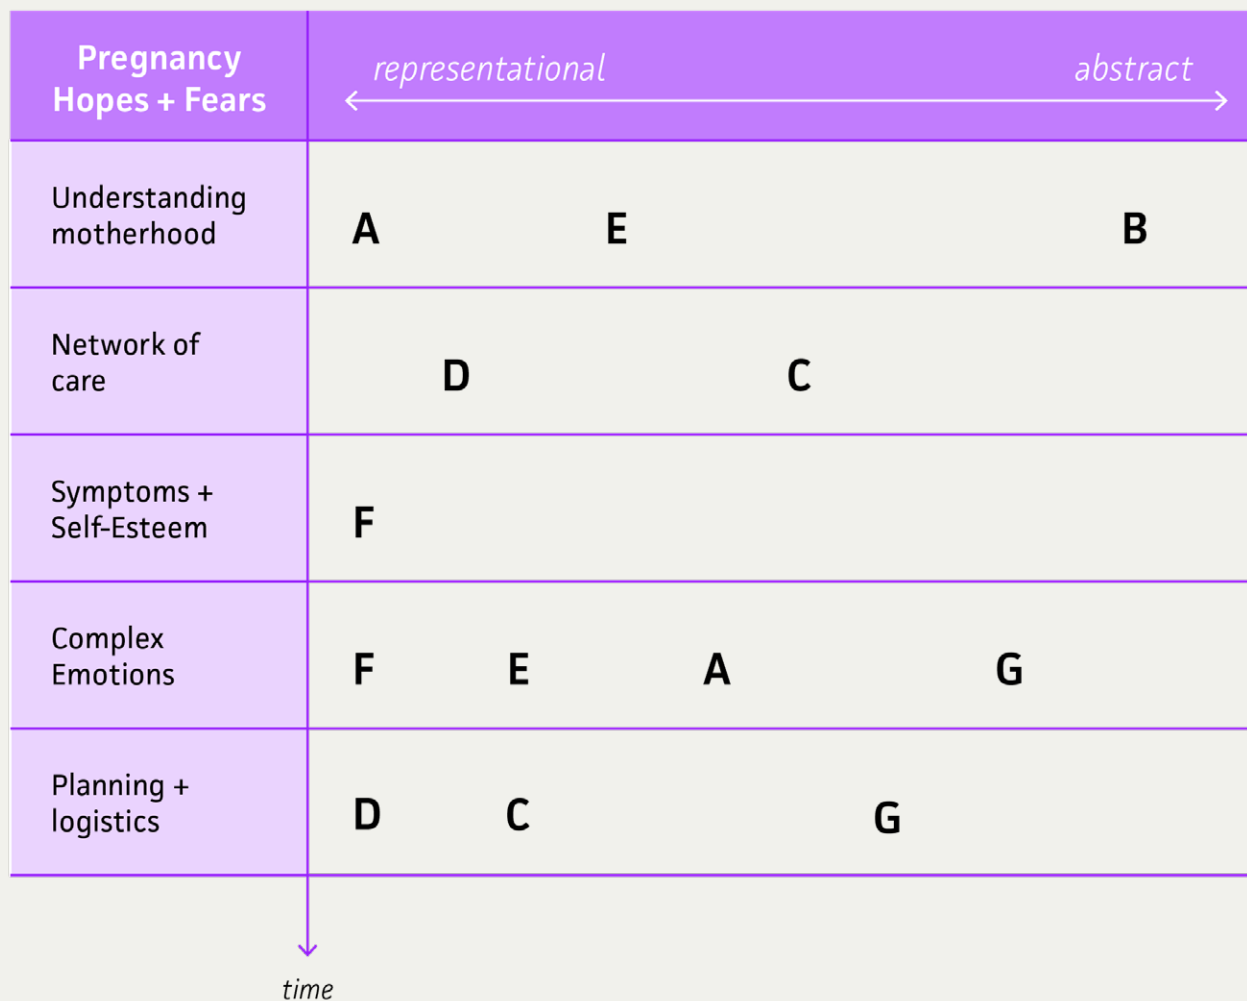 Pregnancy
Hopes + Fears
representational
abstract
Understanding
motherhood
A E B
Network of
care
D C
Symptoms +
Self-Esteem
F
Complex
Emotions
F E A G
Planning +
logistics
D C G
time